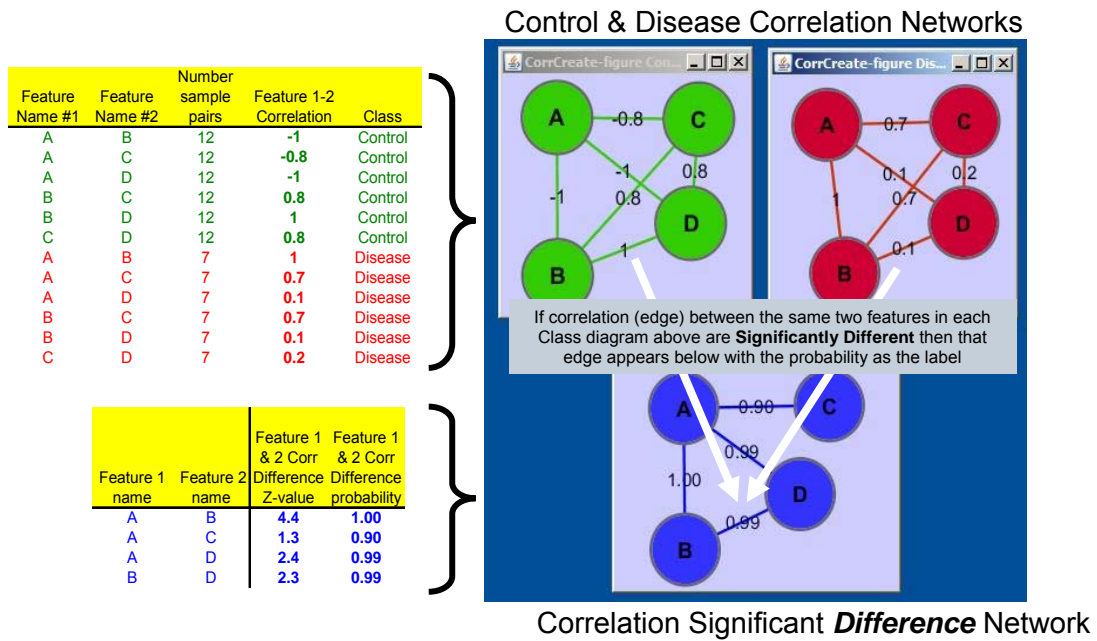 Control & Disease Correlation Networks
Number
Feature Feature sample Feature 1-2
Name #1 Name #2 pairs Correlation Class
A B 12 -1 Control
A C 12 -0.8 Control
A D 12 -1 Control
B C 12 0.8 Control
B D 12 1 Control
C D 12 0.8 Control
A B 7 1 Disease
A C 7 0.7 Disease
A D 7 0.1 Disease
B C 7 0.7 Disease
B D 7 0.1 Disease
C D 7 0.2 Disease
CorrCreate-figure Con...
A -0.8 C
-1 0.8
-1 0.8
D
1
B
CorrCreate-figure Dis...
A 0.7 C
0.1 0.2
1 0.7
D
0.1
B
If correlation (edge) between the same two features in each
Class diagram above are Significantly Different then that
edge appears below with the probability as the label
Feature 1 Feature 1
& 2 Corr & 2 Corr
Feature 1 Feature 2 Difference Difference
name name Z-value probability
A B 4.4 1.00
A C 1.3 0.90
A D 2.4 0.99
B D 2.3 0.99
A 0.90 C
0.99
1.00
D
0.99
B
Correlation Significant Difference Network